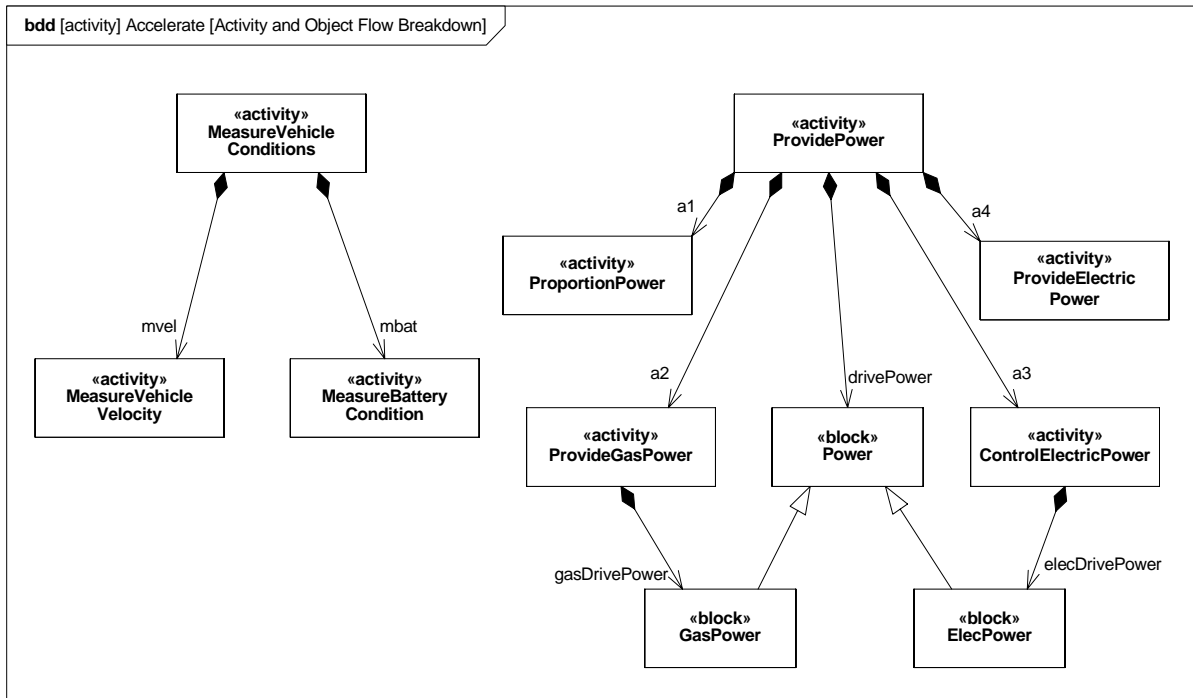 bdd [activity] Accelerate [Activity and Object Flow Breakdown]
«activity»
MeasureVehicle
Conditions
«activity»
ProvidePower
a1
a4
«activity»
ProportionPower
«activity»
ProvideElectric
Power
mvel
mbat
a2
drivePower
a3
«activity»
MeasureVehicle
Velocity
«activity»
MeasureBattery
Condition
«activity»
ProvideGasPower
«block»
Power
«activity»
ControlElectricPower
gasDrivePower
elecDrivePower
«block»
GasPower
«block»
ElecPower